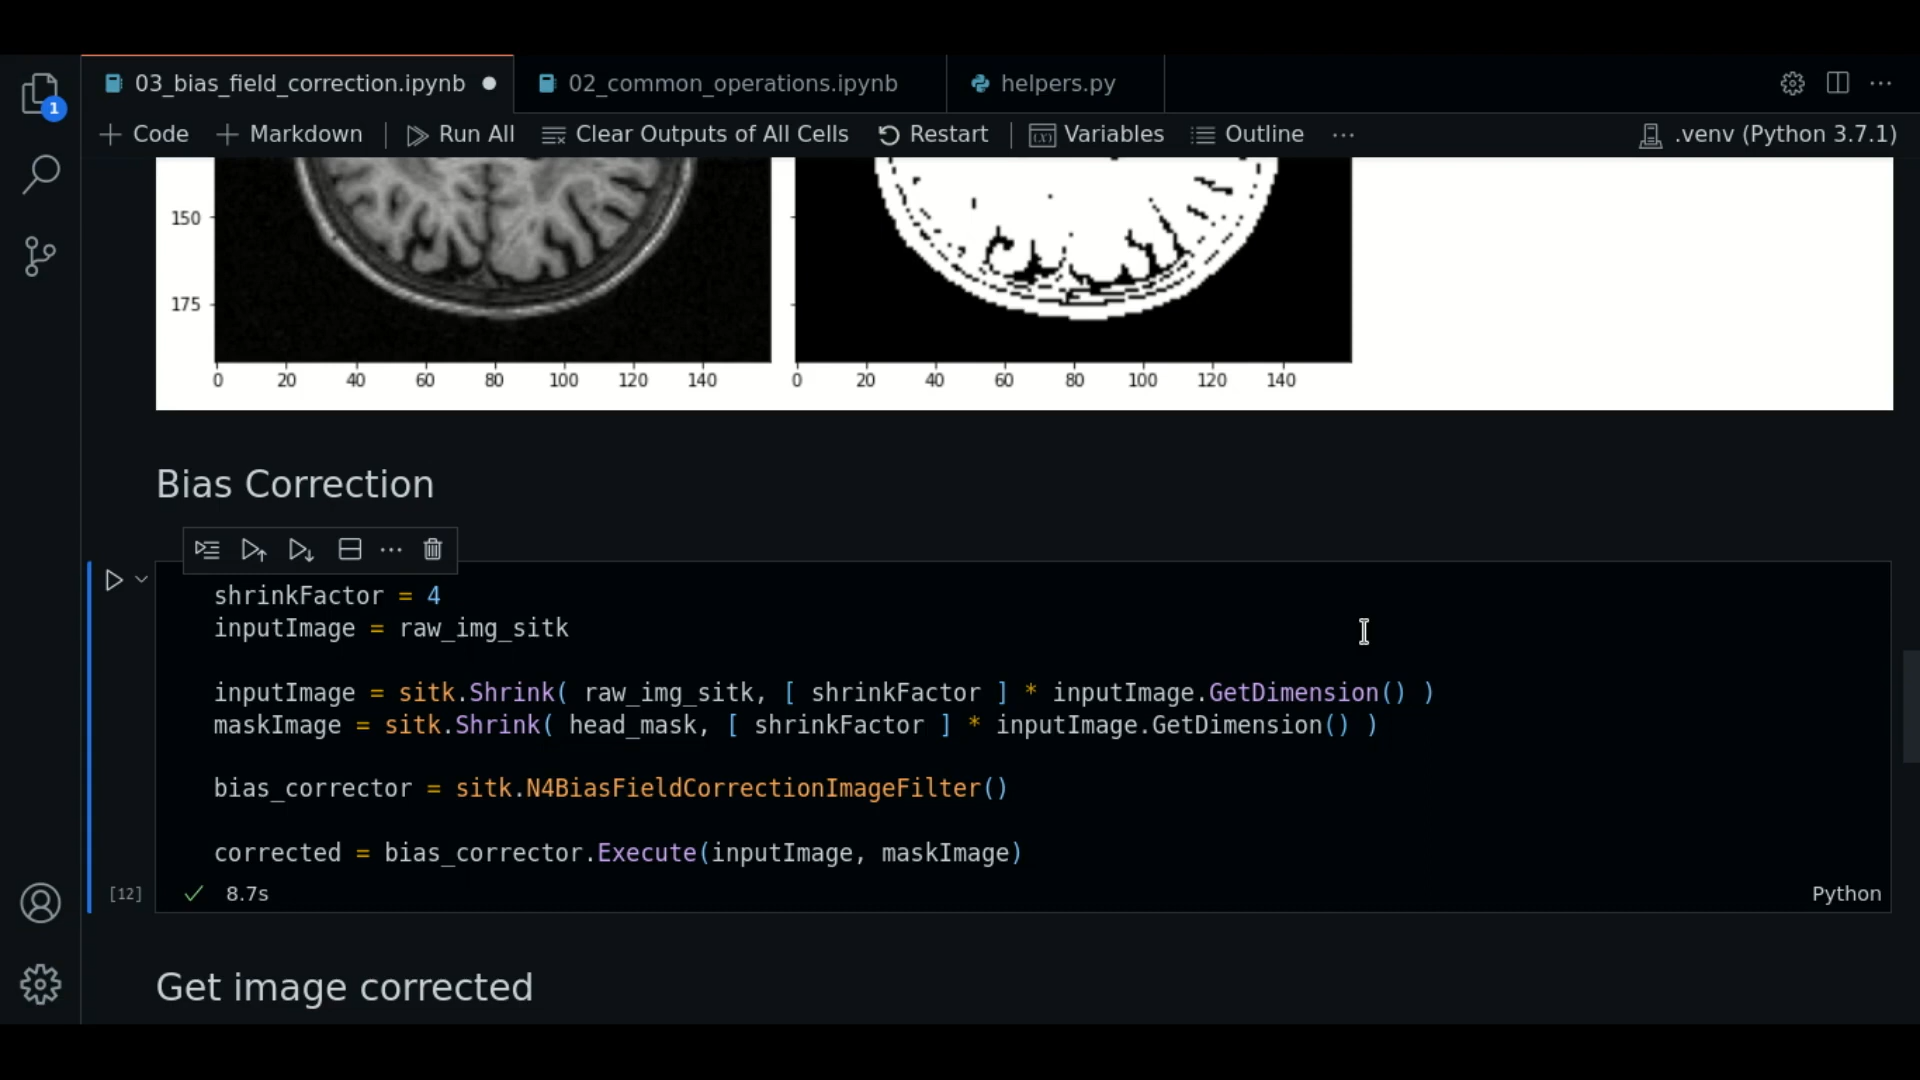 03_bias_field_correction.ipynb 02_common_operations.ipynb helpers.py
1
Code Markdown Run All Clear Outputs of All Cells Restart Variables Outline ... .venv (Python 3.7.1)
150
175
0 20 40 60 80 100 120 140 0 20 40 60 80 100 120 140
Bias Correction
shrinkFactor = 4
inputImage = raw_img_sitk
inputImage = sitk.Shrink( raw_img_sitk, [ shrinkFactor ] * inputImage.GetDimension() )
maskImage = sitk.Shrink( head_mask, [ shrinkFactor ] * inputImage.GetDimension() )
bias_corrector = sitk.N4BiasFieldCorrectionImageFilter()
corrected = bias_corrector.Execute(inputImage, maskImage)
[12] 8.7s Python
Get image corrected